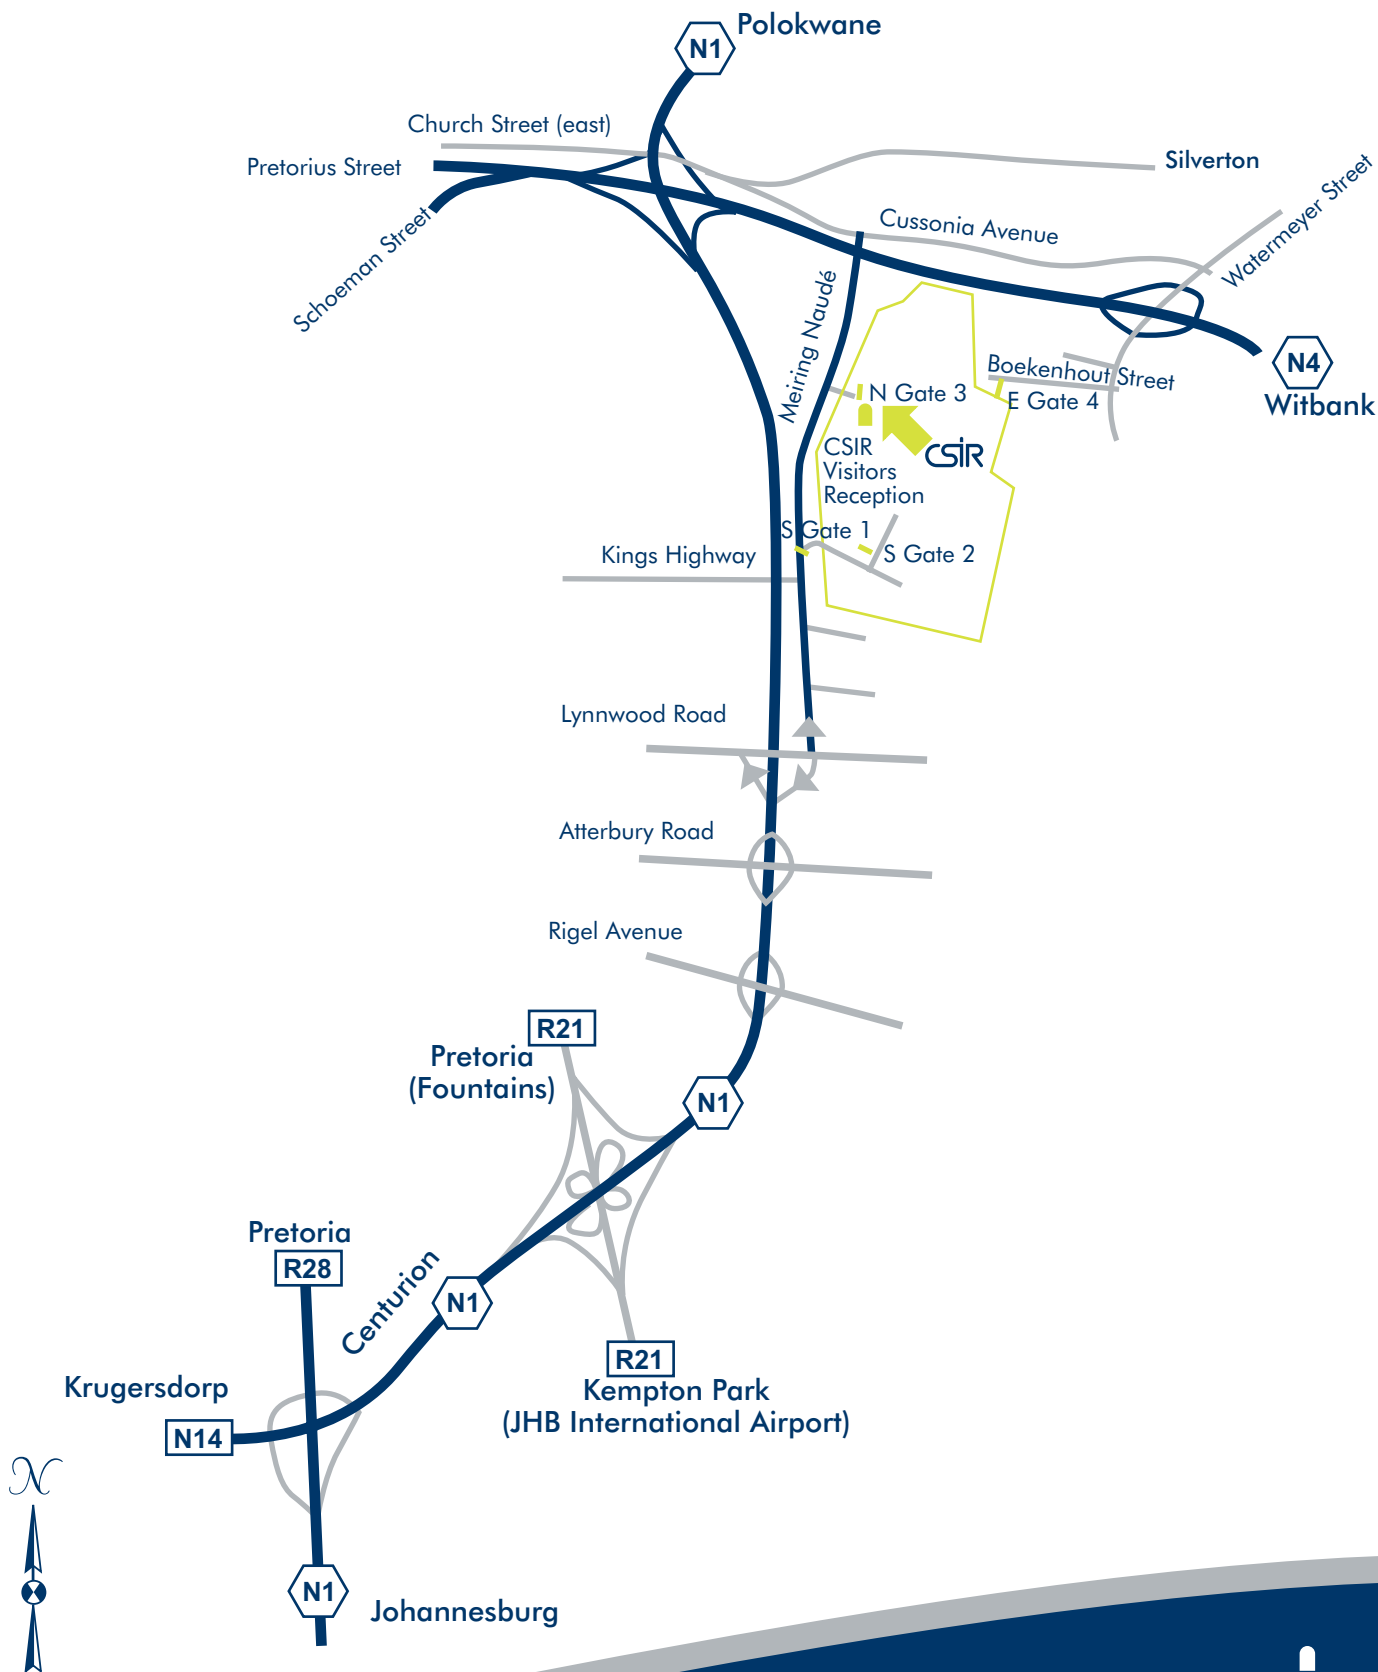 Polokwane
N1
Church Street (east)
Pretorius Street
Silverton
Schoeman Street
Cussonia Avenue
Watermeyer Street
Meiring Naudé
N4
Witbank
Boekenhout Street
N Gate 3
E Gate 4
CSIR
CSIR
Visitors
Reception
S Gate 1
S Gate 2
Kings Highway
Lynnwood Road
Atterbury Road
Rigel Avenue
R21
Pretoria
(Fountains)
N1
Pretoria
R28
Centurion
N1
R21
Kempton Park
(JHB International Airport)
Krugersdorp
N14
N
N1
Johannesburg